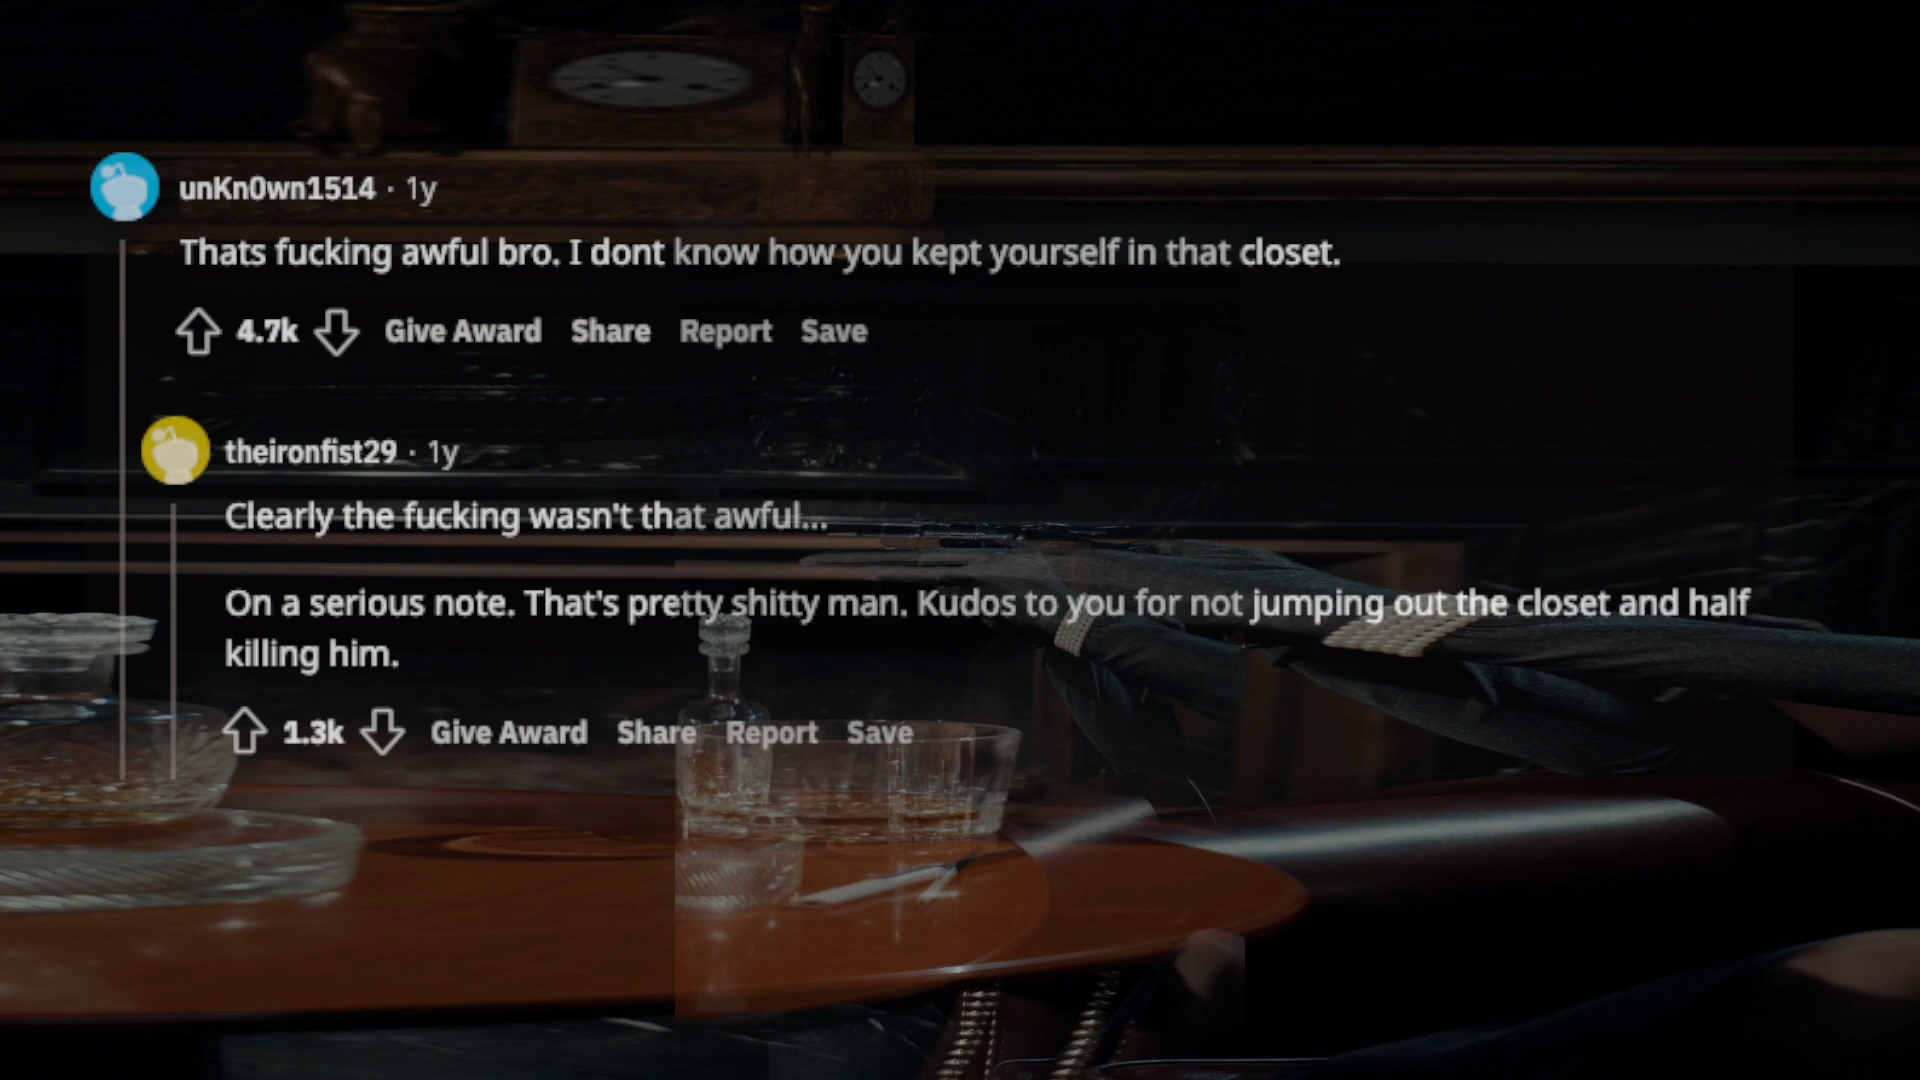 unKn0wn1514 · 1y
Thats fucking awful bro. I dont know how you kept yourself in that closet.
4.7k Give Award Share Report Save
theironfist29 · 1y
Clearly the fucking wasn't that awful...
On a serious note. That's pretty shitty man. Kudos to you for not jumping out the closet and half
killing him.
1.3k Give Award Share Report Save